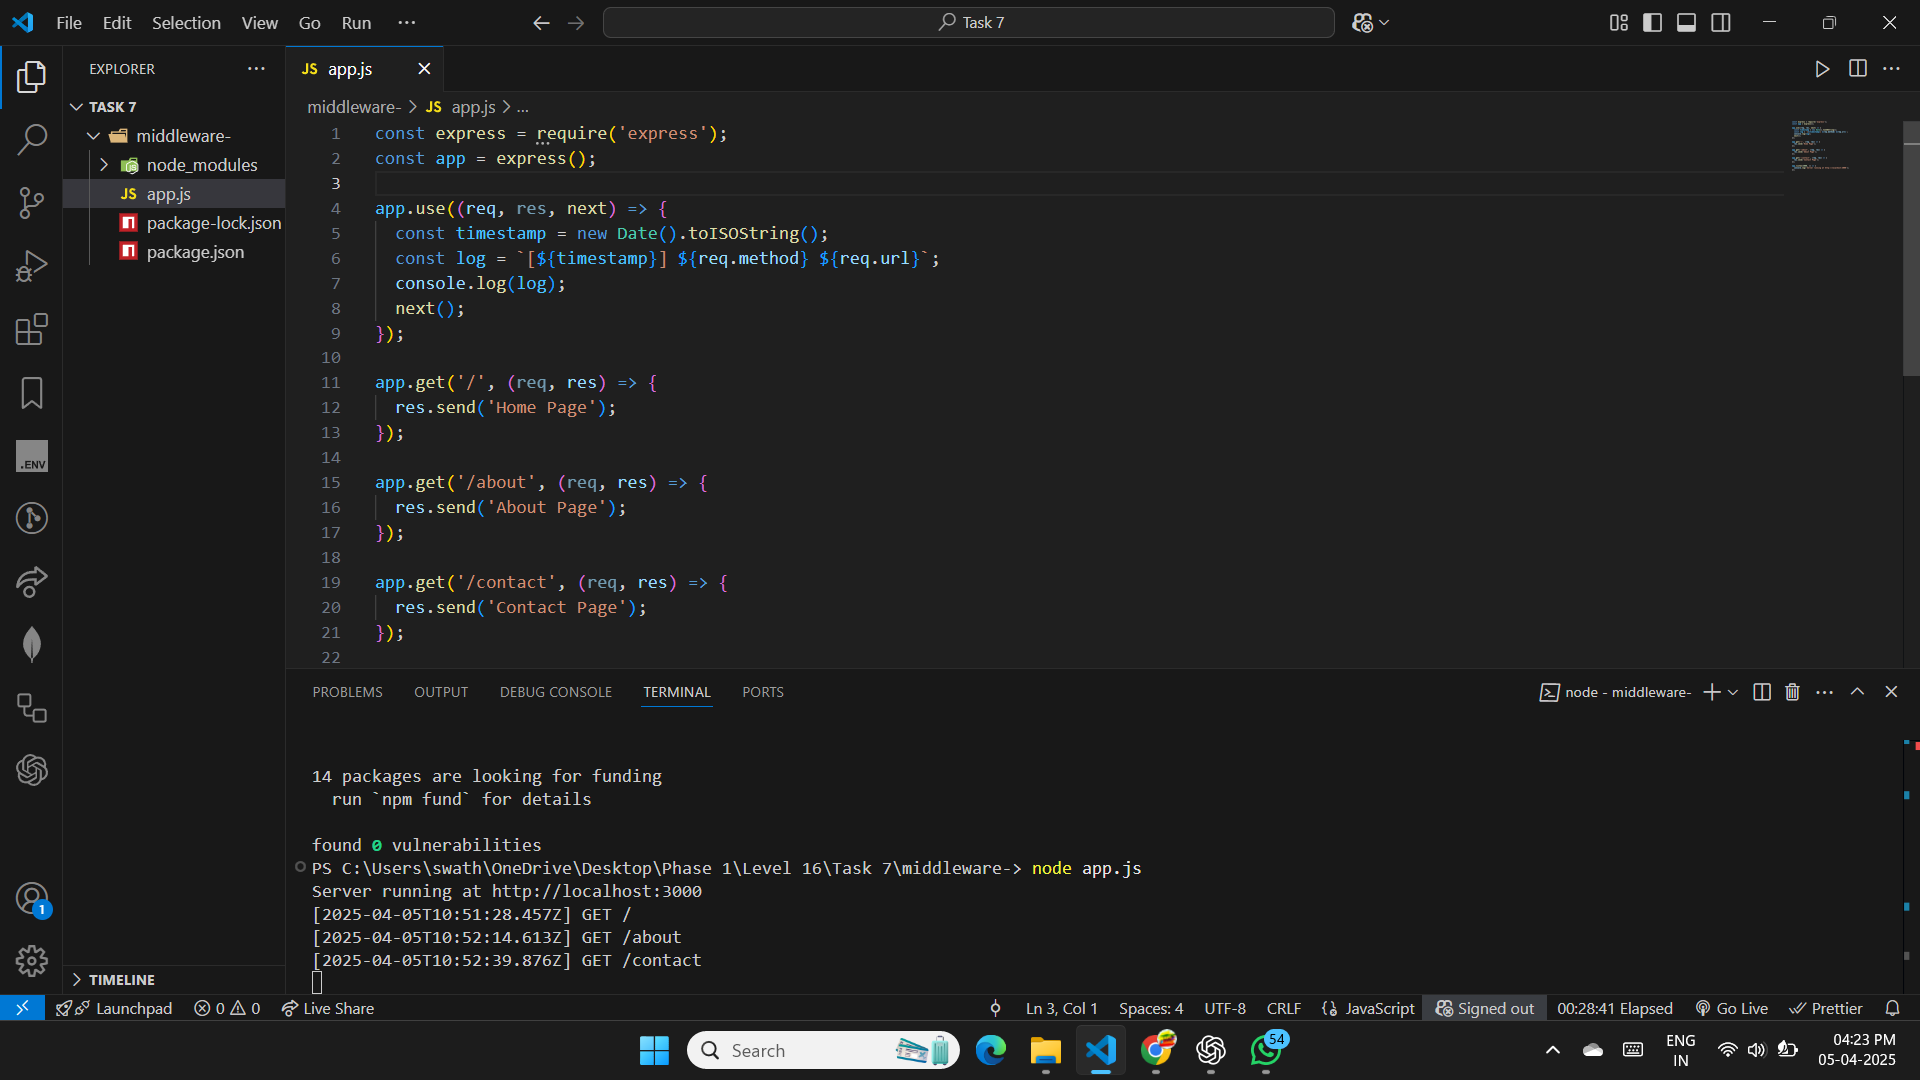 File Edit Selection View Go Run ···
Task 7
EXPLORER ···
TASK 7
middleware-
node_modules
JS app.js
package-lock.json
package.json
TIMELINE
JS app.js
middleware- > JS app.js > ...
1 const express = require('express');
2 const app = express();
3
4 app.use((req, res, next) => {
5 const timestamp = new Date().toISOString();
6 const log = `[${timestamp}] ${req.method} ${req.url}`;
7 console.log(log);
8 next();
9 });
10
11 app.get('/', (req, res) => {
12 res.send('Home Page');
13 });
14
15 app.get('/about', (req, res) => {
16 res.send('About Page');
17 });
18
19 app.get('/contact', (req, res) => {
20 res.send('Contact Page');
21 });
22
PROBLEMS OUTPUT DEBUG CONSOLE TERMINAL PORTS
node - middleware-
14 packages are looking for funding
run `npm fund` for details
found 0 vulnerabilities
PS C:\Users\swath\OneDrive\Desktop\Phase 1\Level 16\Task 7\middleware-> node app.js
Server running at http://localhost:3000
[2025-04-05T10:51:28.457Z] GET /
[2025-04-05T10:52:14.613Z] GET /about
[2025-04-05T10:52:39.876Z] GET /contact
.ENV
1
Launchpad 0 0 Live Share
Ln 3, Col 1 Spaces: 4 UTF-8 CRLF {} JavaScript Signed out 00:28:41 Elapsed Go Live Prettier
Search
54
ENG
IN
04:23 PM
05-04-2025